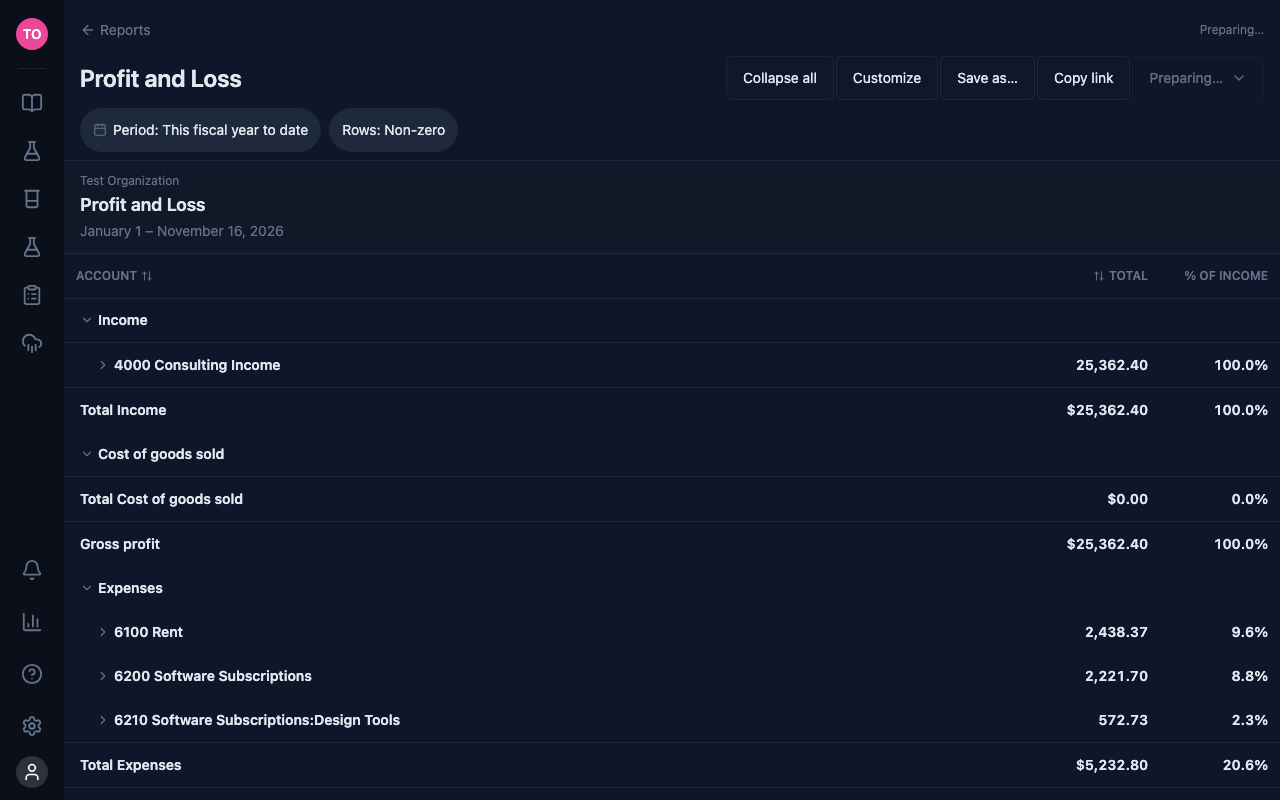 TO
Reports
Preparing...
Profit and Loss
Collapse all
Customize
Save as...
Copy link
Preparing...
Period: This fiscal year to date
Rows: Non-zero
Test Organization
Profit and Loss
January 1 – November 16, 2026
ACCOUNT TOTAL % OF INCOME
Income
4000 Consulting Income 25,362.40 100.0%
Total Income $25,362.40 100.0%
Cost of goods sold
Total Cost of goods sold $0.00 0.0%
Gross profit $25,362.40 100.0%
Expenses
6100 Rent 2,438.37 9.6%
6200 Software Subscriptions 2,221.70 8.8%
6210 Software Subscriptions:Design Tools 572.73 2.3%
Total Expenses $5,232.80 20.6%